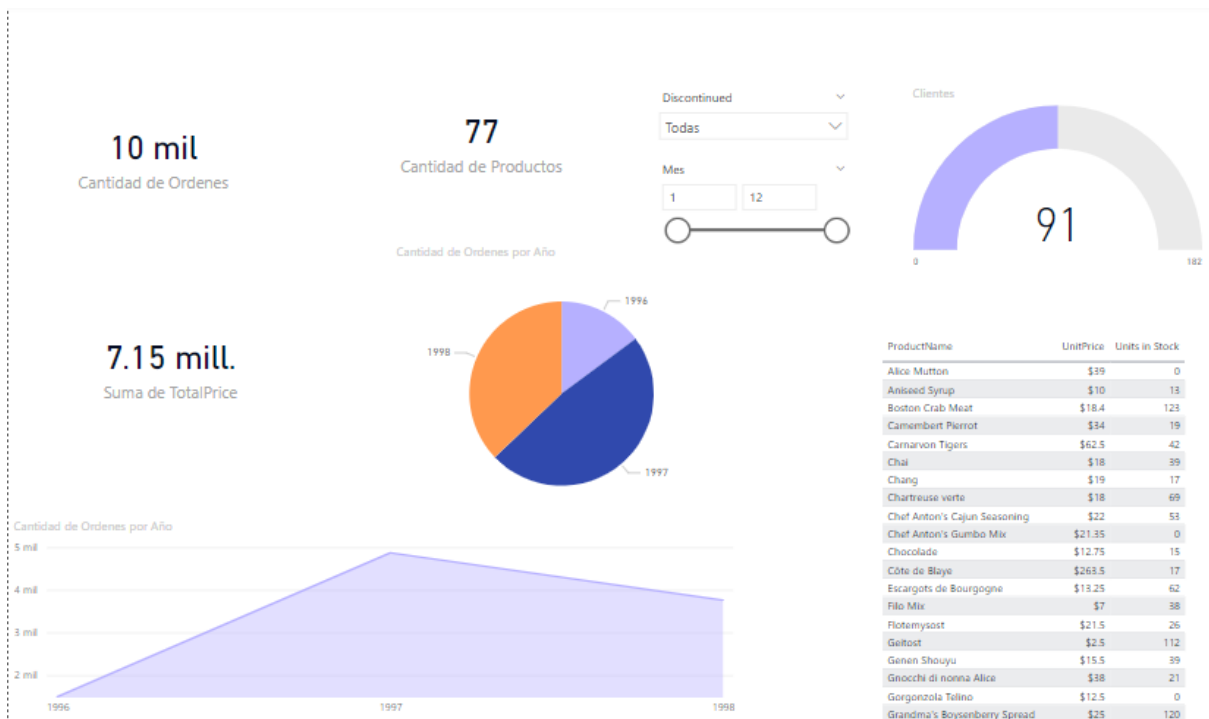 10 mil
Cantidad de Ordenes
77
Cantidad de Productos
Discontinued
Todas
Mes
1 12
Clientes
91
0 182
7.15 mill.
Suma de TotalPrice
Cantidad de Ordenes por Año
1996
1998
1997
Cantidad de Ordenes por Año
5 mil
4 mil
3 mil
2 mil
1996 1997 1998
ProductName UnitPrice Units in Stock
Alice Mutton $39 0
Aniseed Syrup $10 13
Boston Crab Meat $18.4 123
Camembert Pierrot $34 19
Carnarvon Tigers $62.5 42
Chai $18 39
Chang $19 17
Chartreuse verte $18 69
Chef Anton's Cajun Seasoning $22 53
Chef Anton's Gumbo Mix $21.35 0
Chocolade $12.75 15
Côte de Blaye $263.5 17
Escargots de Bourgogne $13.25 62
Filo Mix $7 38
Flotemysost $21.5 26
Geitost $2.5 112
Genen Shouyu $15.5 39
Gnocchi di nonna Alice $38 21
Gorgonzola Telino $12.5 0
Grandma's Boysenberry Spread $25 120